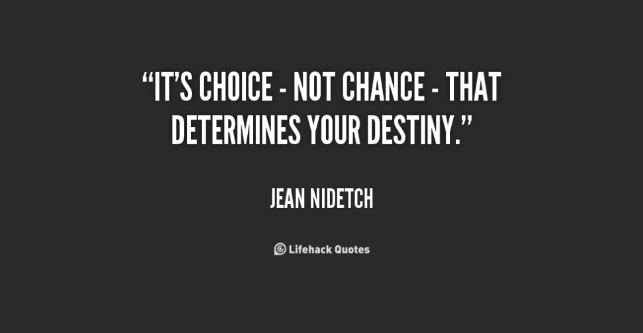 “IT’S CHOICE - NOT CHANCE - THAT
DETERMINES YOUR DESTINY.”
JEAN NIDETCH
Lifehack Quotes